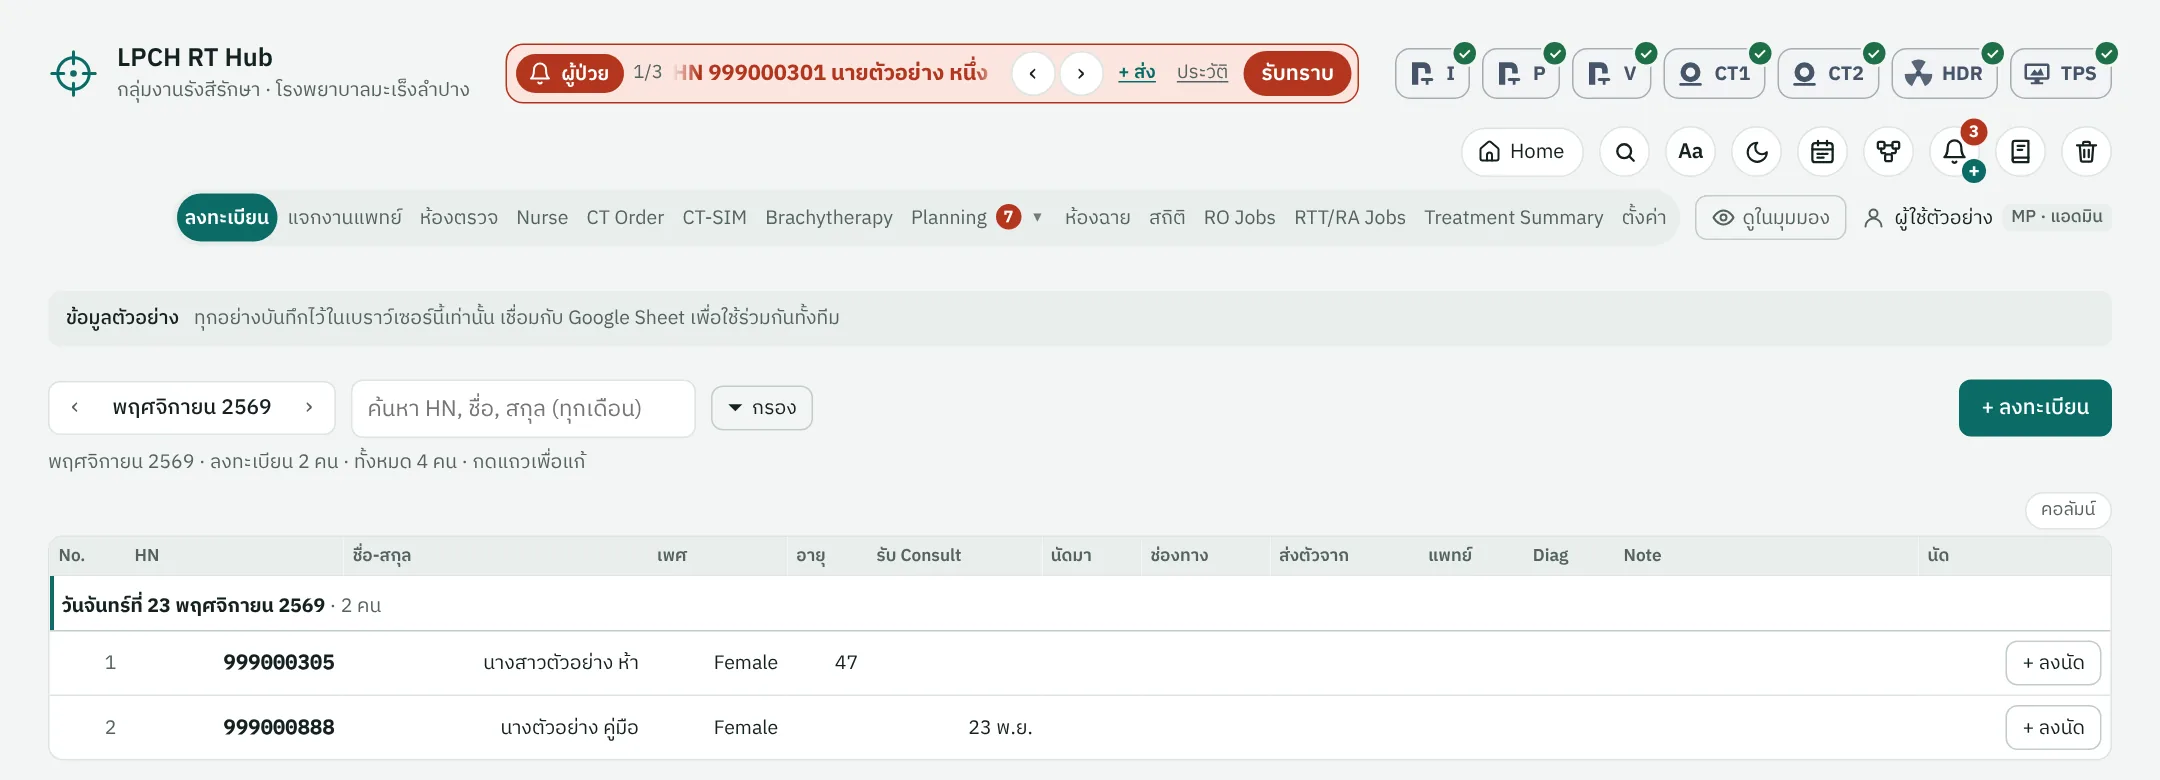 LPCH RT Hub
กลุ่มงานรังสีรักษา · โรงพยาบาลมะเร็งลำปาง
ผู้ป่วย 1/3 HN 999000301 นายตัวอย่าง หนึ่ง ‹ › + ส่ง ประวัติ รับทราบ
I P V CT1 CT2 HDR TPS
Home Aa 3 +
ลงทะเบียน แจกงานแพทย์ ห้องตรวจ Nurse CT Order CT-SIM Brachytherapy Planning 7 ▾ ห้องฉาย สถิติ RO Jobs RTT/RA Jobs Treatment Summary ตั้งค่า ดูในมุมมอง ผู้ใช้ตัวอย่าง MP · แอดมิน
ข้อมูลตัวอย่าง ทุกอย่างบันทึกไว้ในเบราว์เซอร์นี้เท่านั้น เชื่อมกับ Google Sheet เพื่อใช้ร่วมกันทั้งทีม
‹ พฤศจิกายน 2569 › ค้นหา HN, ชื่อ, สกุล (ทุกเดือน) กรอง + ลงทะเบียน
พฤศจิกายน 2569 · ลงทะเบียน 2 คน · ทั้งหมด 4 คน · กดแถวเพื่อแก้
คอลัมน์
No. HN ชื่อ-สกุล เพศ อายุ รับ Consult นัดมา ช่องทาง ส่งตัวจาก แพทย์ Diag Note นัด
วันจันทร์ที่ 23 พฤศจิกายน 2569 · 2 คน
1 999000305 นางสาวตัวอย่าง ห้า Female 47 + ลงนัด
2 999000888 นางตัวอย่าง คู่มือ Female 23 พ.ย. + ลงนัด